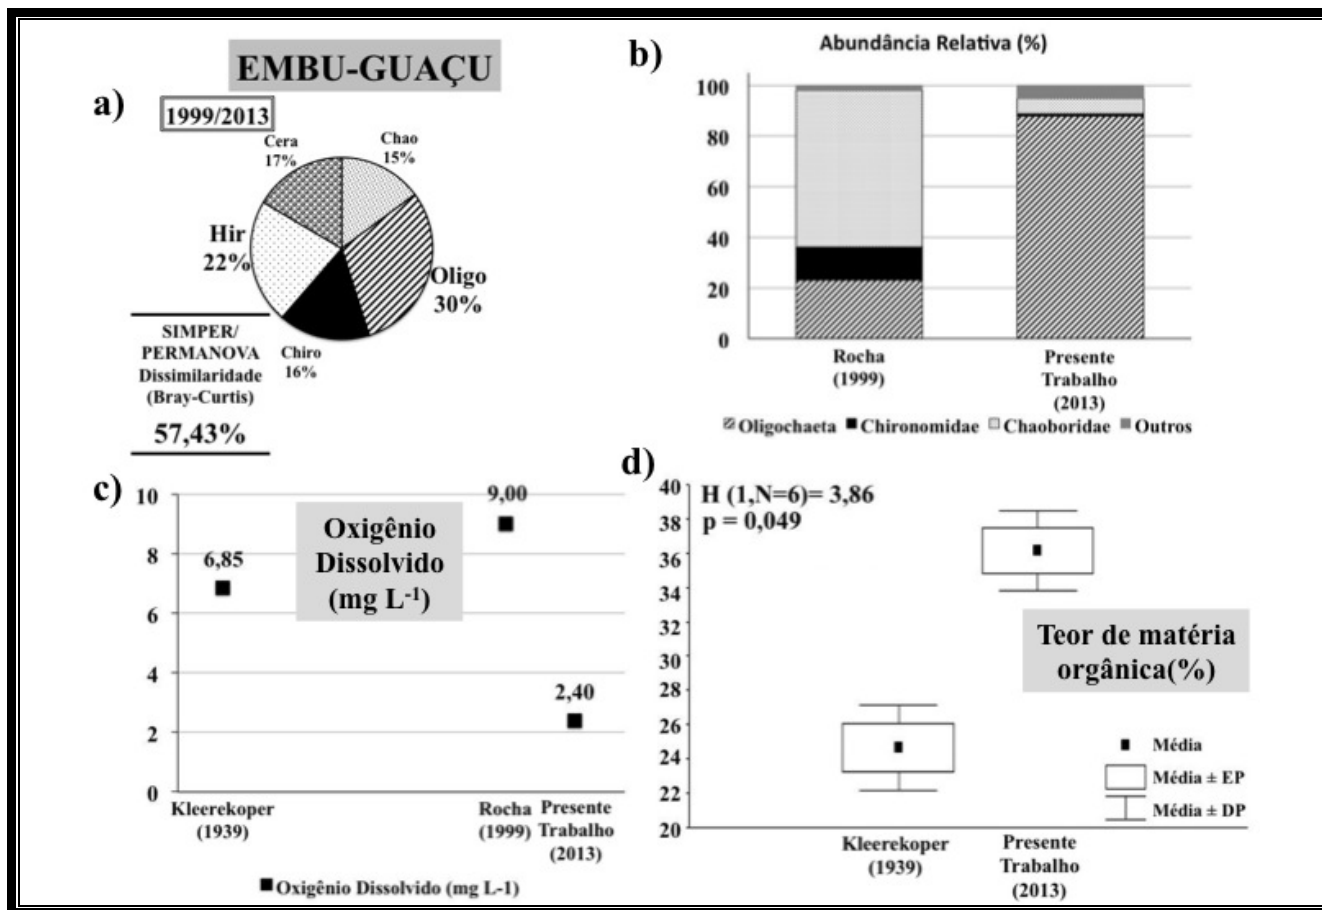 EMBU-GUAÇU
a)
1999/2013
Cera
17%
Chao
15%
Hir
22%
Oligo
30%
Chiro
16%
SIMPER/
PERMANOVA
Dissimilaridade
(Bray-Curtis)
57,43%
b)
Abundância Relativa (%)
100
80
60
40
20
0
Rocha
(1999)
Presente
Trabalho
(2013)
Oligochaeta Chironomidae Chaoboridae Outros
c)
10
8
6
4
2
0
6,85
9,00
2,40
Oxigênio
Dissolvido
(mg L-1)
Kleerekoper
(1939)
Rocha
(1999)
Presente
Trabalho
(2013)
Oxigênio Dissolvido (mg L-1)
d)
H (1,N=6)= 3,86
p = 0,049
40
38
36
34
32
30
28
26
24
22
20
Teor de matéria
orgânica(%)
Média
Média ± EP
Média ± DP
Kleerekoper
(1939)
Presente
Trabalho
(2013)